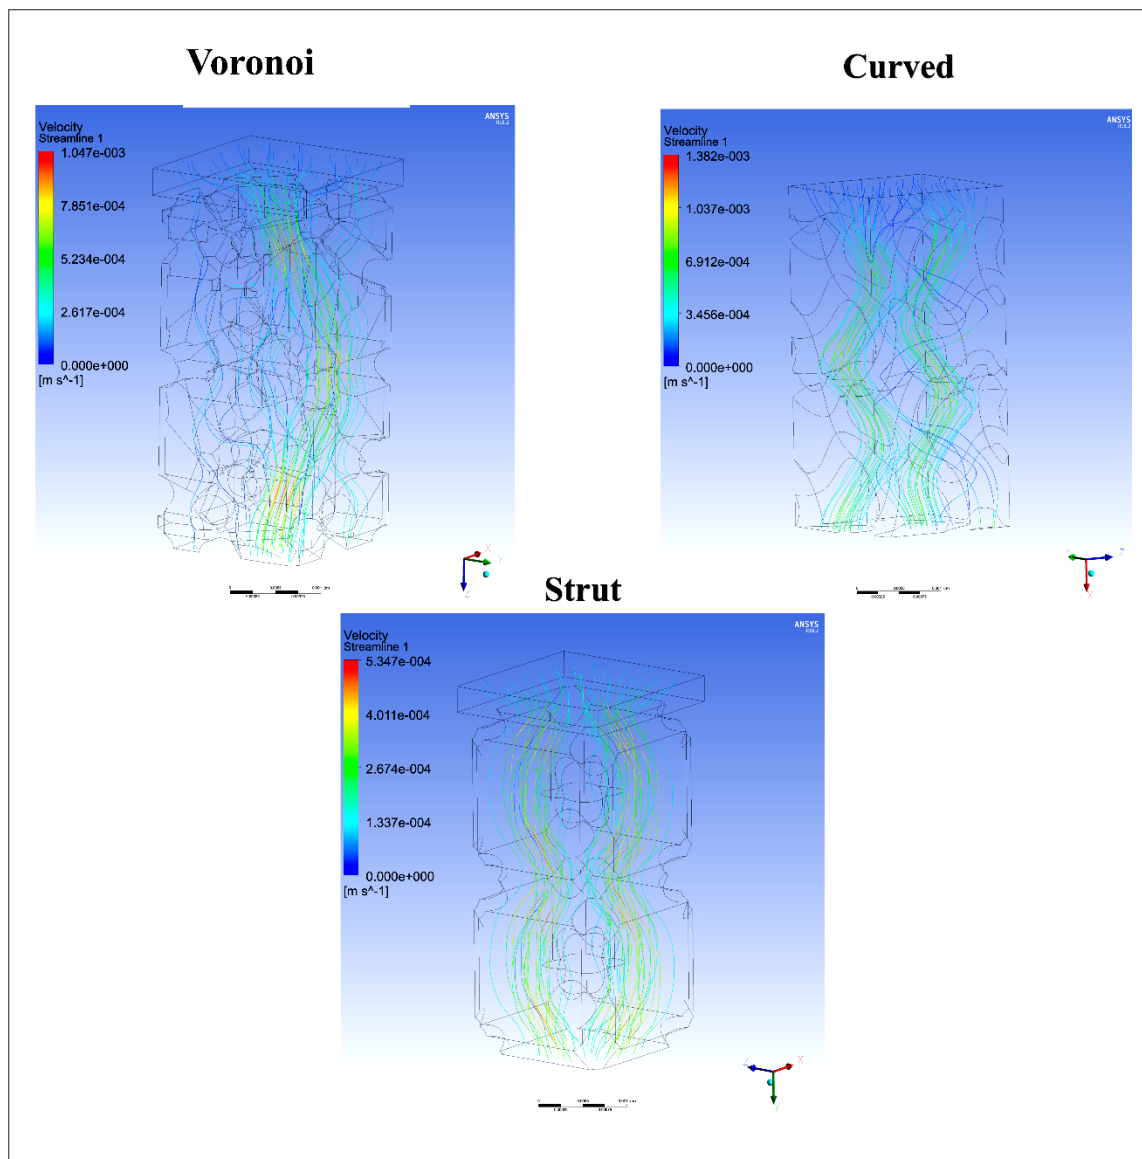 Voronoi
ANSYS
Velocity
Streamline 1
1.047e-003
7.851e-004
5.234e-004
2.617e-004
0.000e+000
[m s^-1]
X
Y
Z
0
Curved
ANSYS
Velocity
Streamline 1
1.382e-003
1.037e-003
6.912e-004
3.456e-004
0.000e+000
[m s^-1]
Y
Z
X
0
Strut
ANSYS
Velocity
Streamline 1
5.347e-004
4.011e-004
2.674e-004
1.337e-004
0.000e+000
[m s^-1]
Z
X
Y
0